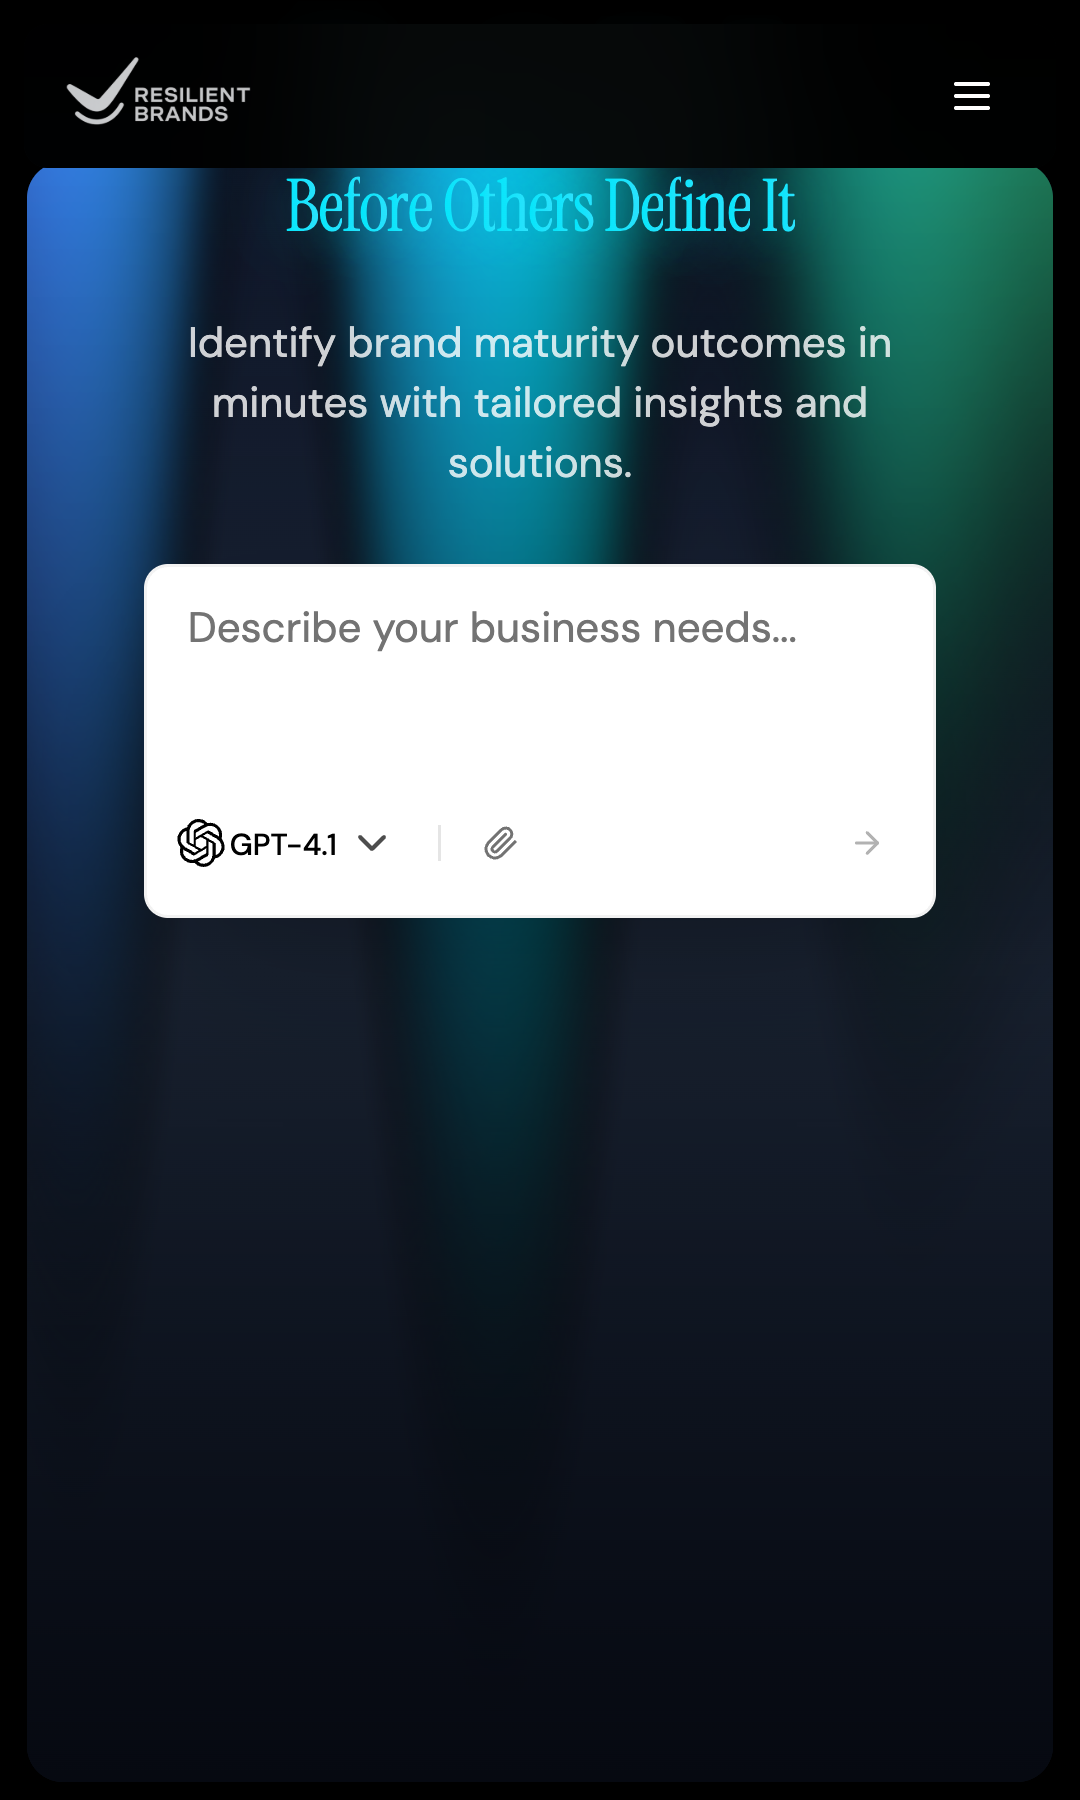 RESILIENT
BRANDS
Before Others Define It
Identify brand maturity outcomes in
minutes with tailored insights and
solutions.
Describe your business needs...
GPT-4.1